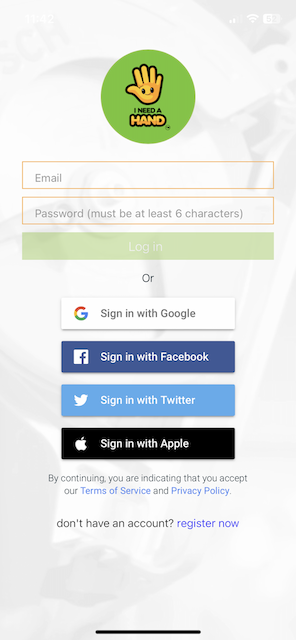 11:42
I NEED A
HAND
Email
Password (must be at least 6 characters)
Log in
Or
Sign in with Google
Sign in with Facebook
Sign in with Twitter
Sign in with Apple
By continuing, you are indicating that you accept
our Terms of Service and Privacy Policy.
don't have an account? register now